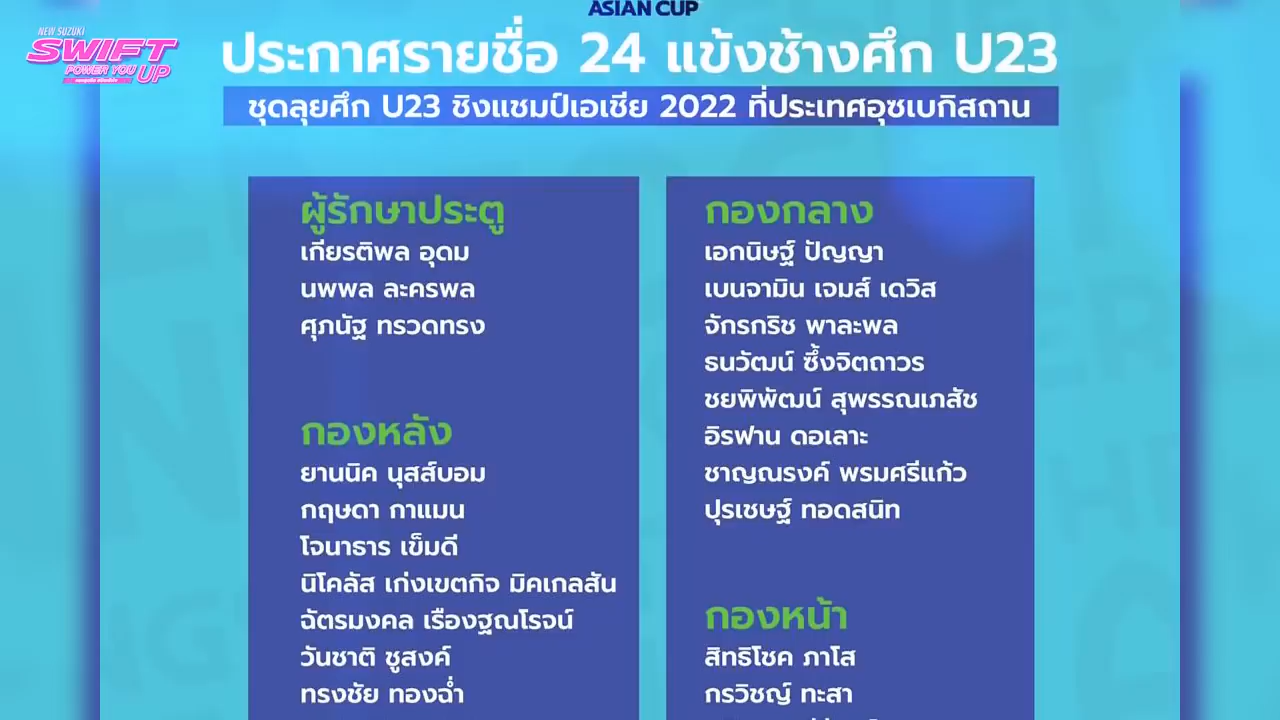 ASIAN CUP
NEW SUZUKI
SWIFT
POWER YOU UP
ประกาศรายชื่อ 24 แข้งช้างศึก U23
ชุดลุยศึก U23 ชิงแชมป์เอเชีย 2022 ที่ประเทศอุซเบกิสถาน
ผู้รักษาประตู
เกียรติพล อุดม
นพพล ละครพล
ศุภนัฐ ทรวดทรง
กองหลัง
ยานนิค นุสส์บอม
กฤษดา กาแมน
โจนาธาร เข็มดี
นิโคลัส เก่งเขตกิจ มิคเกลสัน
ฉัตรมงคล เรืองฐณโรจน์
วันชาติ ชูสงค์
ทรงชัย ทองฉ่ำ
กองกลาง
เอกนิษฐ์ ปัญญา
เบนจามิน เจมส์ เดวิส
จักรกริช พาละพล
ธนวัฒน์ ซึ้งจิตถาวร
ชยพิพัฒน์ สุพรรณเภสัช
อิรฟาน ดอเลาะ
ชาญณรงค์ พรมศรีแก้ว
ปุรเชษฐ์ ทอดสนิท
กองหน้า
สิทธิโชค ภาโส
กรวิชญ์ ทะสา